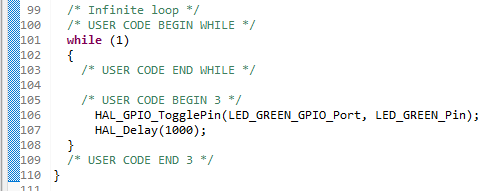 99 /* Infinite loop */
100 /* USER CODE BEGIN WHILE */
101 while (1)
102 {
103 /* USER CODE END WHILE */
104
105 /* USER CODE BEGIN 3 */
106 HAL_GPIO_TogglePin(LED_GREEN_GPIO_Port, LED_GREEN_Pin);
107 HAL_Delay(1000);
108 }
109 /* USER CODE END 3 */
110 }
111